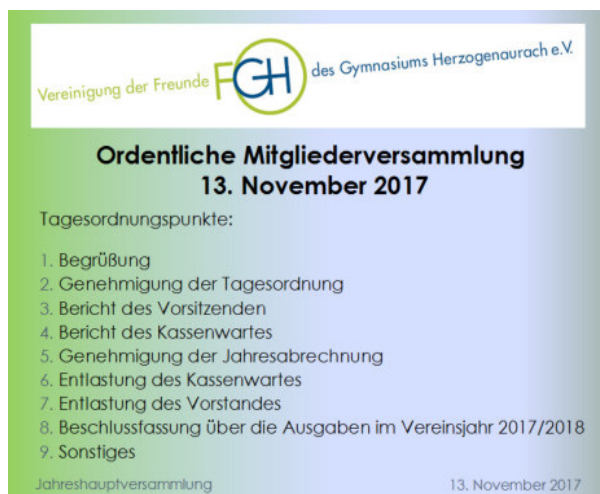 Vereinigung der Freunde FGH des Gymnasiums Herzogenaurach e.V.
Ordentliche Mitgliederversammlung
13. November 2017
Tagesordnungspunkte:
1. Begrüßung
2. Genehmigung der Tagesordnung
3. Bericht des Vorsitzenden
4. Bericht des Kassenwartes
5. Genehmigung der Jahresabrechnung
6. Entlastung des Kassenwartes
7. Entlastung des Vorstandes
8. Beschlussfassung über die Ausgaben im Vereinsjahr 2017/2018
9. Sonstiges
Jahreshauptversammlung 13. November 2017